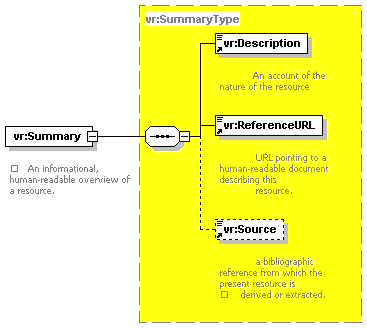 vr:SummaryType
vr:Description
An account of the
nature of the resource
vr:Summary
An informational,
human-readable overview of
a resource.
vr:ReferenceURL
URL pointing to a
human-readable document
describing this
resource.
vr:Source
a bibliographic
reference from which the
present resource is
derived or extracted.